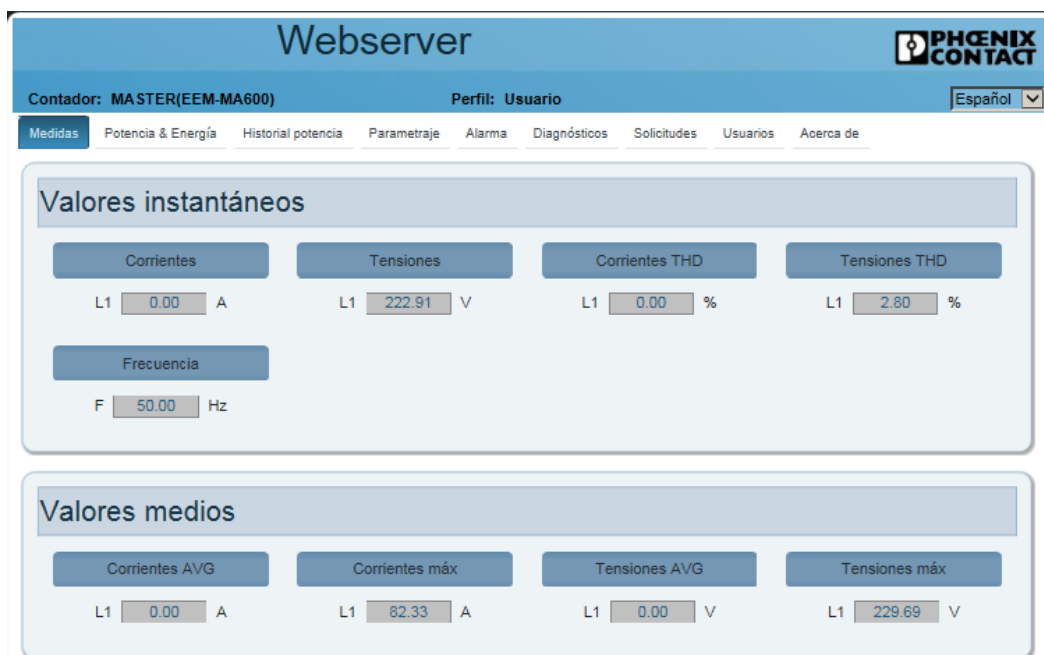 Webserver
PHŒNIX
CONTACT
Contador: MASTER(EEM-MA600) Perfil: Usuario Español
Medidas Potencia & Energía Historial potencia Parametraje Alarma Diagnósticos Solicitudes Usuarios Acerca de
Valores instantáneos
Corrientes Tensiones Corrientes THD Tensiones THD
L1 0.00 A L1 222.91 V L1 0.00 % L1 2.80 %
Frecuencia
F 50.00 Hz
Valores medios
Corrientes AVG Corrientes máx Tensiones AVG Tensiones máx
L1 0.00 A L1 82.33 A L1 0.00 V L1 229.69 V